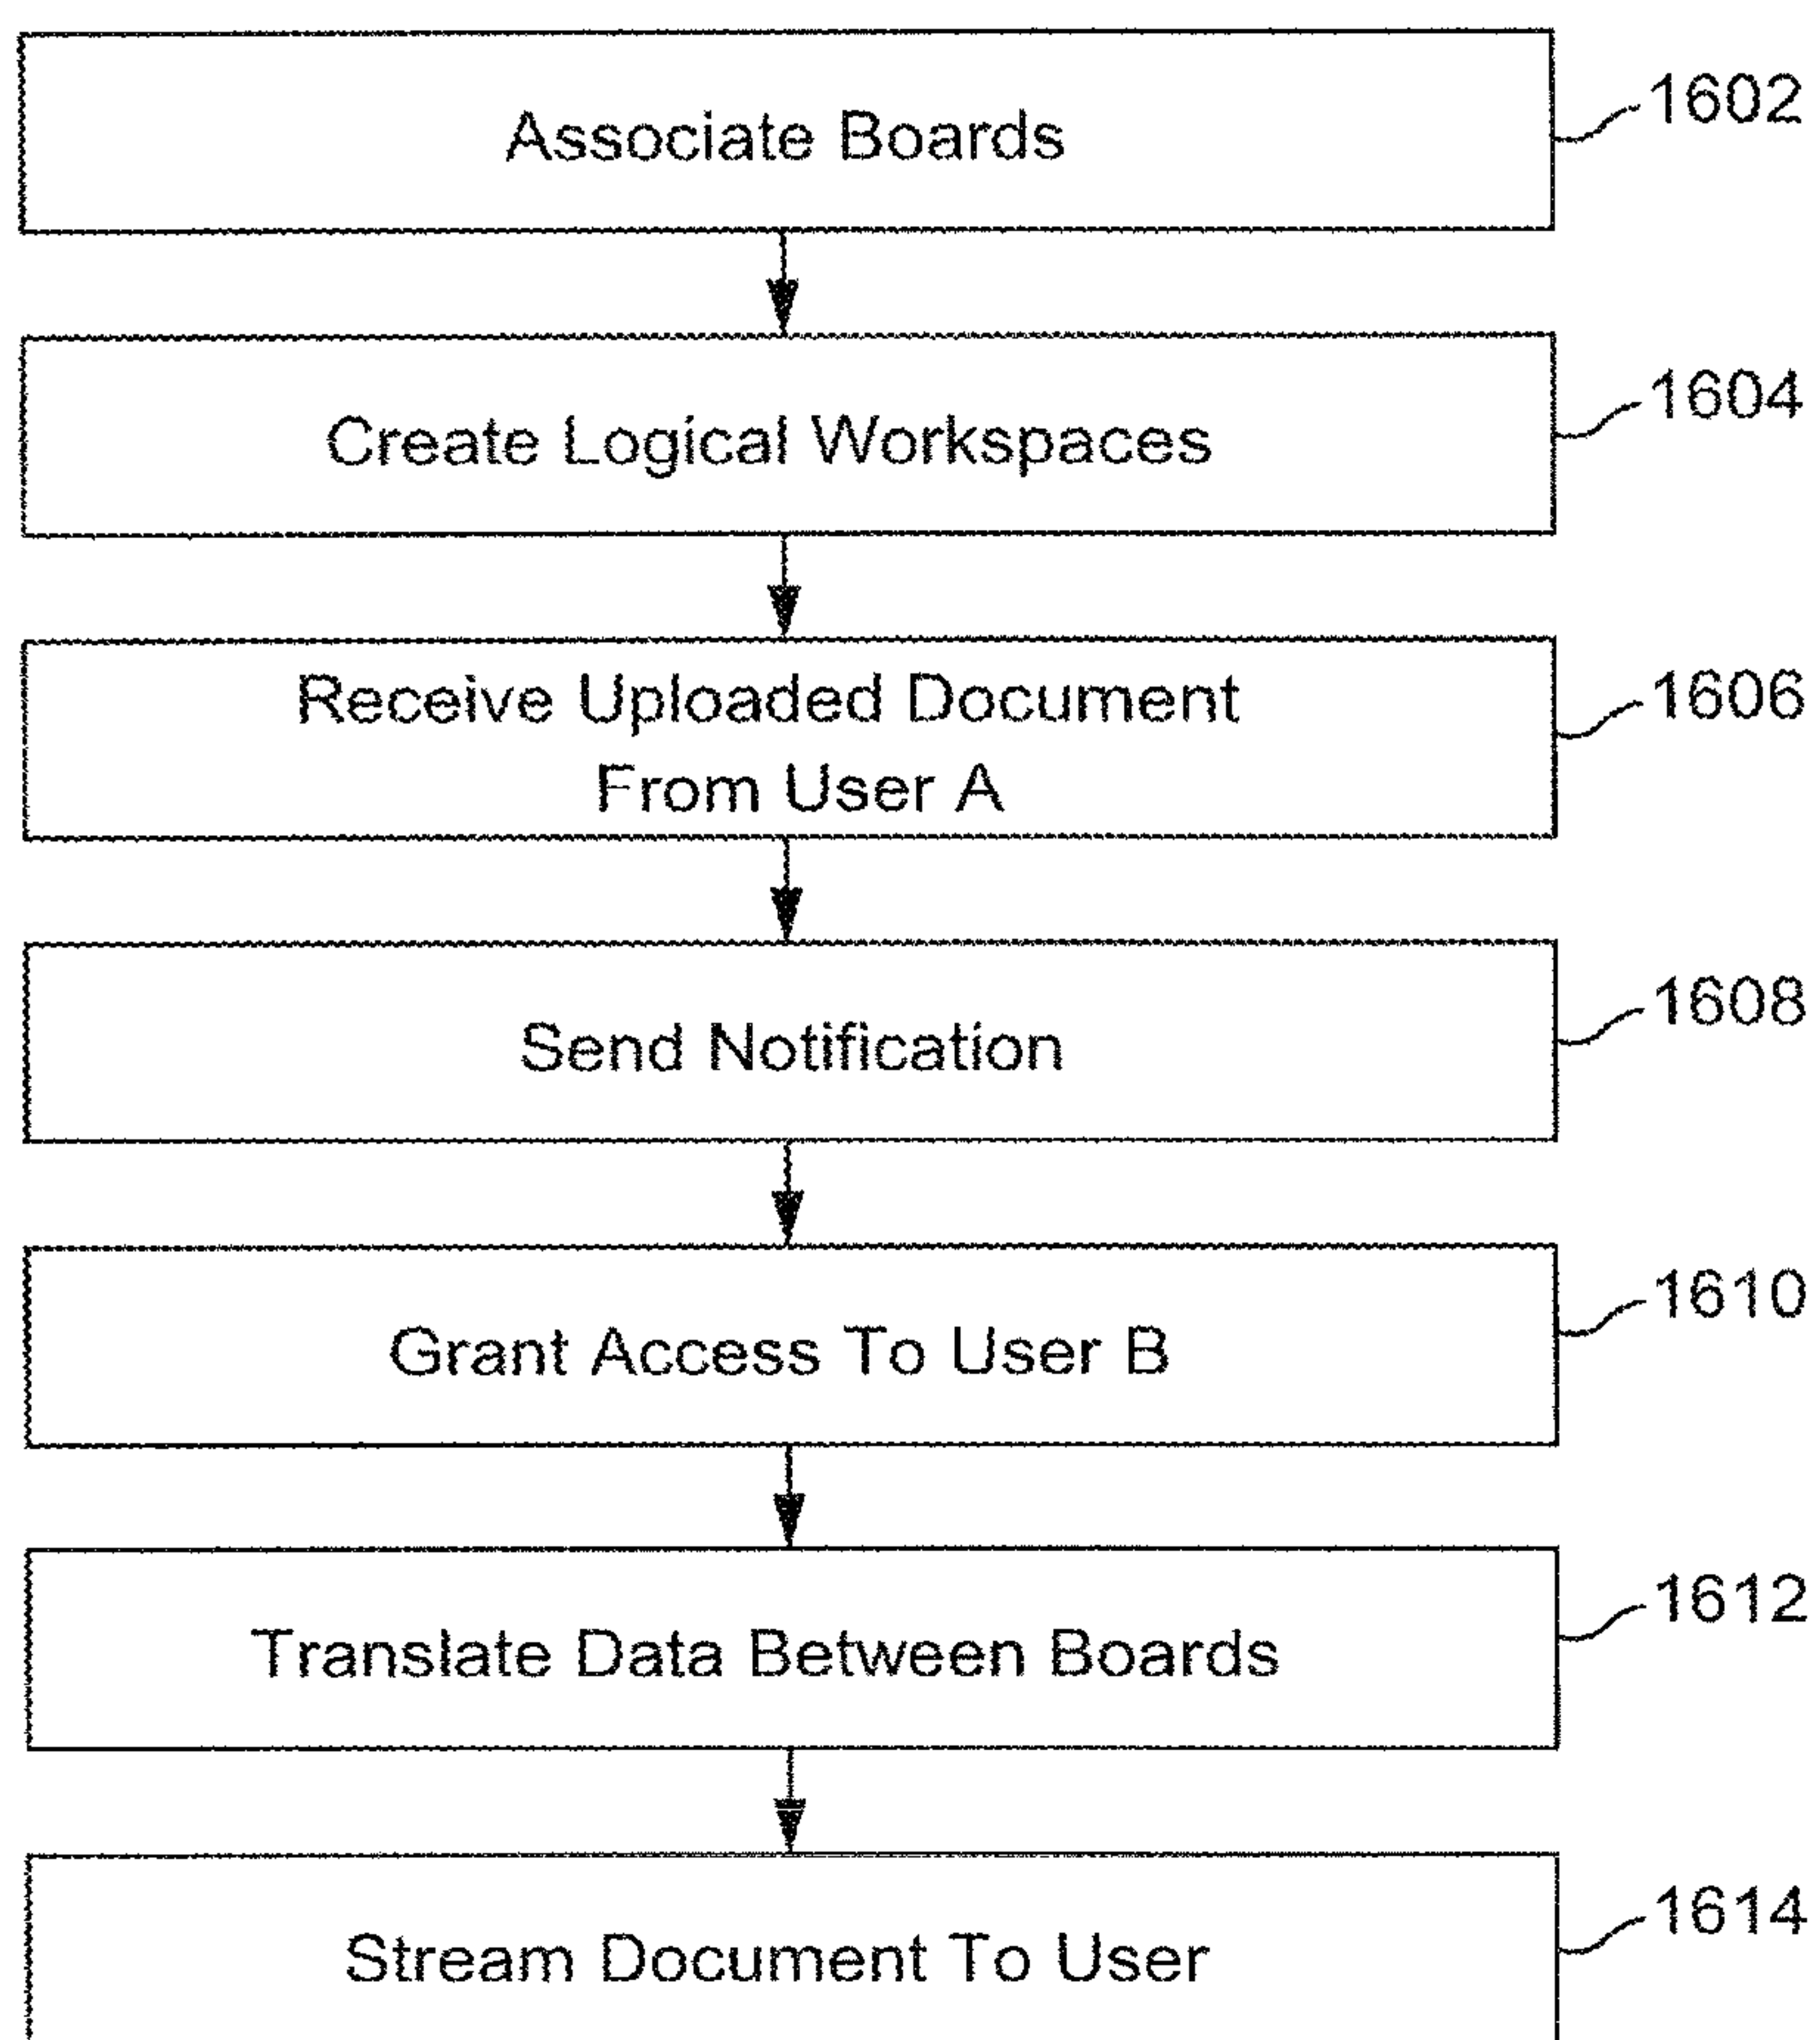 Associate Boards
1602
Create Logical Workspaces
1604
Receive Uploaded Document
From User A
1606
Send Notification
1608
Grant Access To User B
1610
Translate Data Between Boards
1612
Stream Document To User
1614